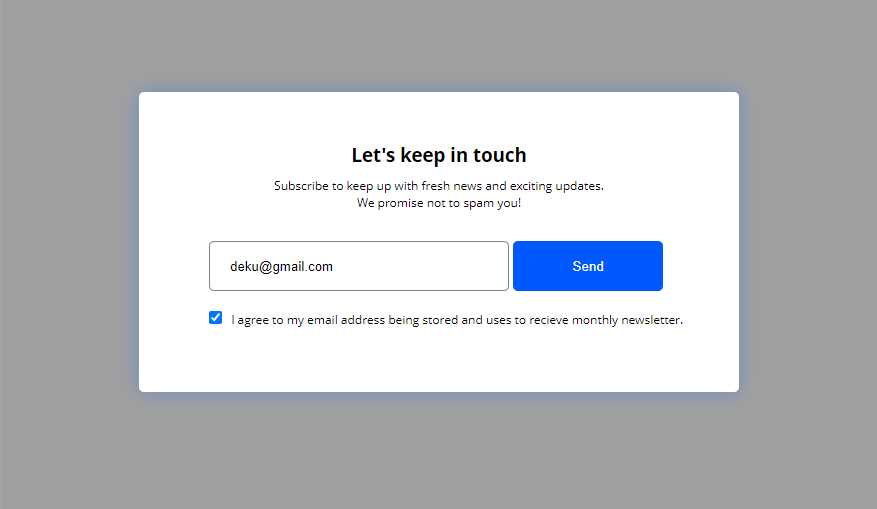 Let's keep in touch
Subscribe to keep up with fresh news and exciting updates.
We promise not to spam you!
deku@gmail.com
Send
I agree to my email address being stored and uses to recieve monthly newsletter.